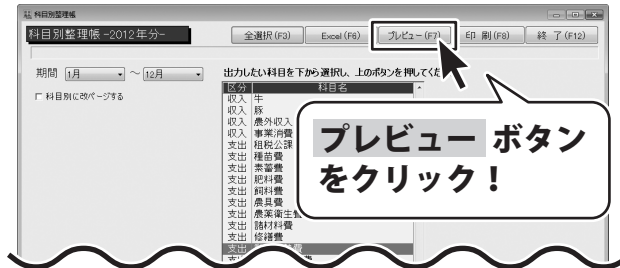 科目別整理帳
科目別整理帳 -2012年分-
全選択(F3) Excel(F6) プレビュー(F7) 印 刷(F8) 終 了(F12)
期間 1月 ～ 12月
科目別に改ページする
出力したい科目を下から選択し、上のボタンを押してくだ
区分 科目名
収入 牛
収入 豚
収入 農外収入
収入 事業消費
支出 租税公課
支出 種苗費
支出 素畜費
支出 肥料費
支出 飼料費
支出 農具費
支出 農薬衛生費
支出 諸材料費
支出 修繕費
支出
プレビュー ボタン
をクリック！